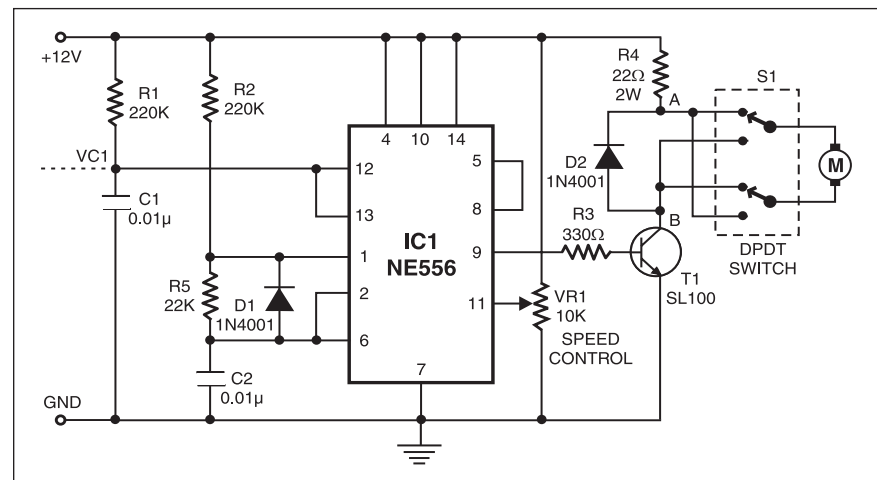 +12V
R1
220K
R2
220K
R4
22Ω
2W
A
S1
4
10
14
VC1
12
5
D2
1N4001
M
C1
0.01µ
13
8
R3
330Ω
B
IC1
NE556
1
9
DPDT
SWITCH
R5
22K
D1
1N4001
2
T1
SL100
11
VR1
10K
6
SPEED
CONTROL
7
C2
0.01µ
GND